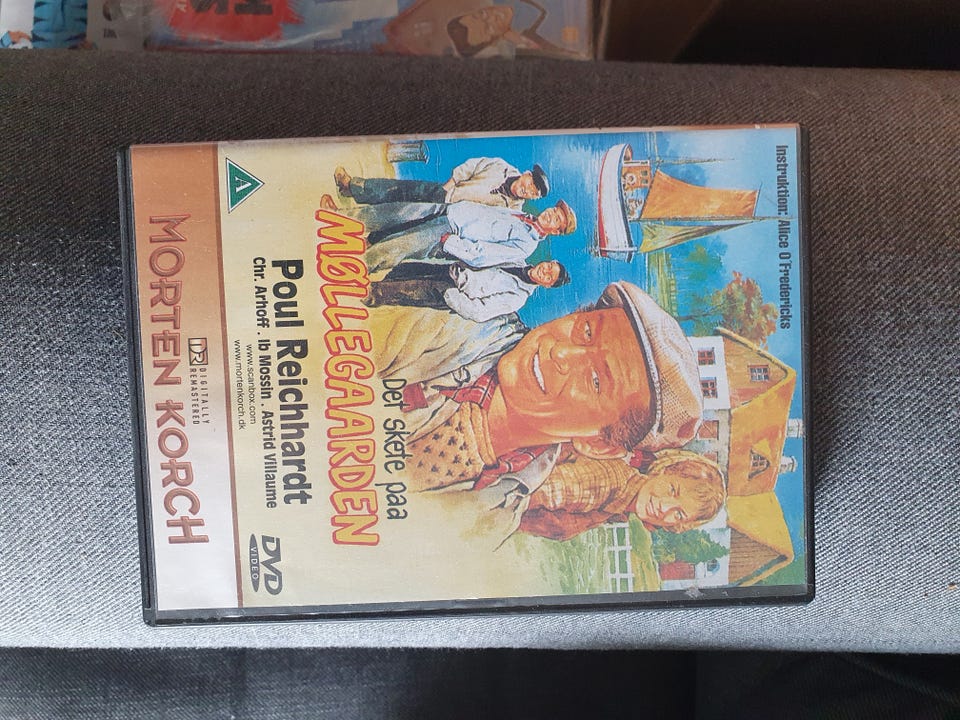 Instruktion: Alice O'Fredericks
Det skete paa
MØLLEGAARDEN
Poul Reichhardt
Chr. Arhoff . Ib Mossin . Astrid Villaume
www.scanbox.com
www.mortenkorch.dk
A
DVD
VIDEO
DR DIGITALLY
REMASTERED
MORTEN KORCH